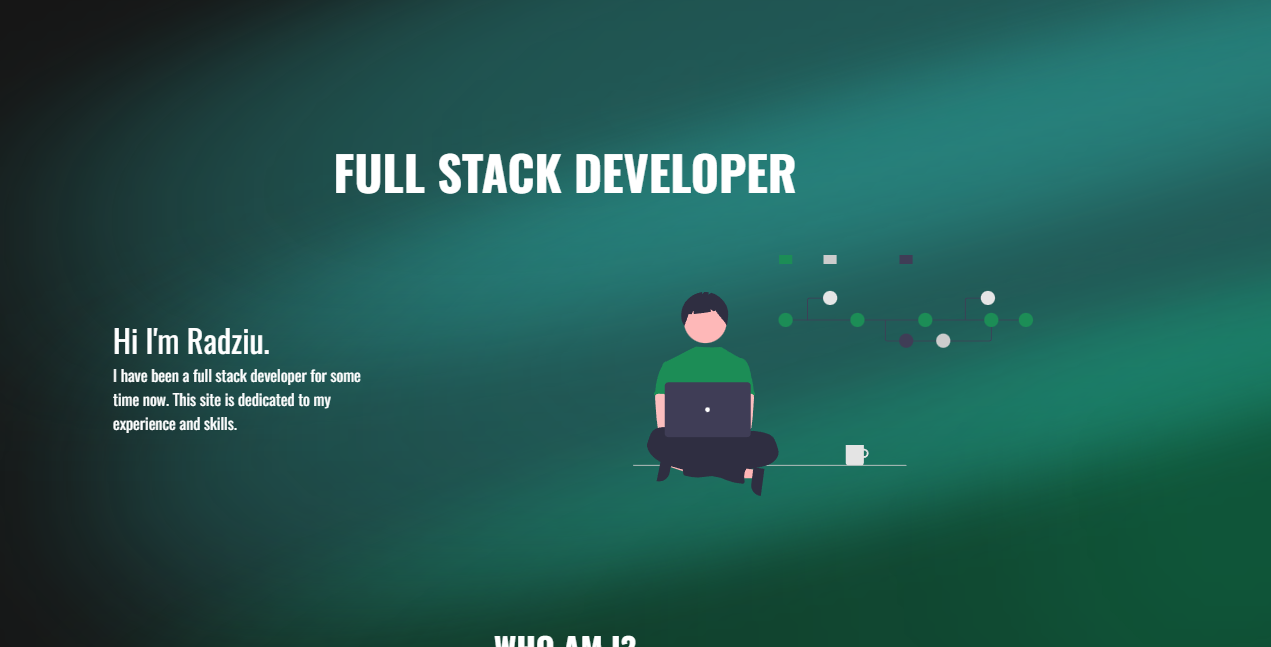 FULL STACK DEVELOPER
Hi I'm Radziu.
I have been a full stack developer for some
time now. This site is dedicated to my
experience and skills.
WHO AM I?